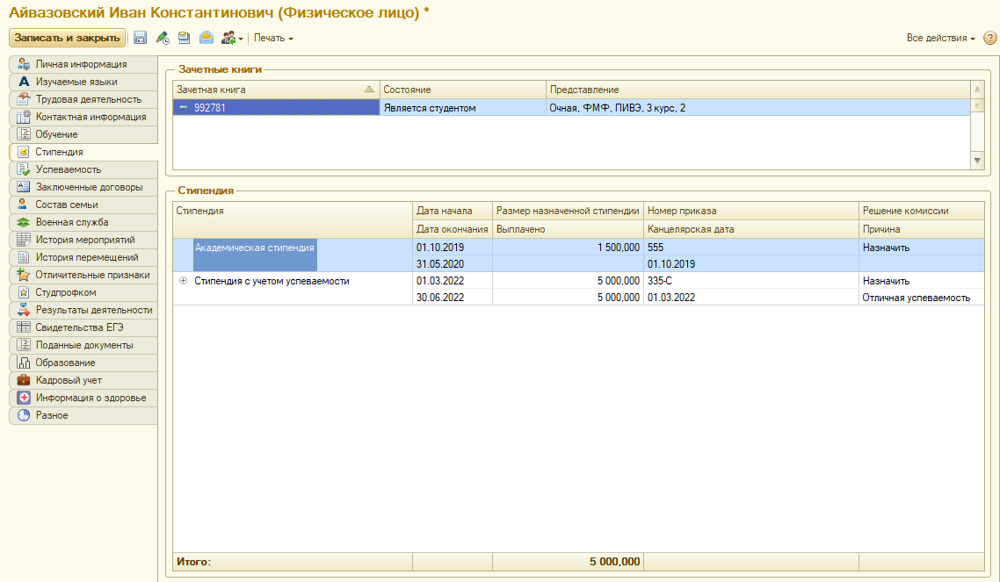 Айвазовский Иван Константинович (Физическое лицо) *
Записать и закрыть Печать Все действия ?
Личная информация
Изучаемые языки
Трудовая деятельность
Контактная информация
Обучение
Стипендия
Успеваемость
Заключенные договоры
Состав семьи
Военная служба
История мероприятий
История перемещений
Отличительные признаки
Студпрофком
Результаты деятельности
Свидетельства ЕГЭ
Поданные документы
Образование
Кадровый учет
Информация о здоровье
Разное
Зачетные книги
Зачетная книга Состояние Представление
992781 Является студентом Очная, ФМФ, ПИВЭ, 3 курс, 2
Стипендия
Стипендия Дата начала Размер назначенной стипендии Номер приказа Решение комиссии
Дата окончания Выплачено Канцелярская дата Причина
Академическая стипендия 01.10.2019 1 500,000 555 Назначить
31.05.2020 01.10.2019
Стипендия с учетом успеваемости 01.03.2022 5 000,000 335-С Назначить
30.06.2022 5 000,000 01.03.2022 Отличная успеваемость
Итого: 5 000,000